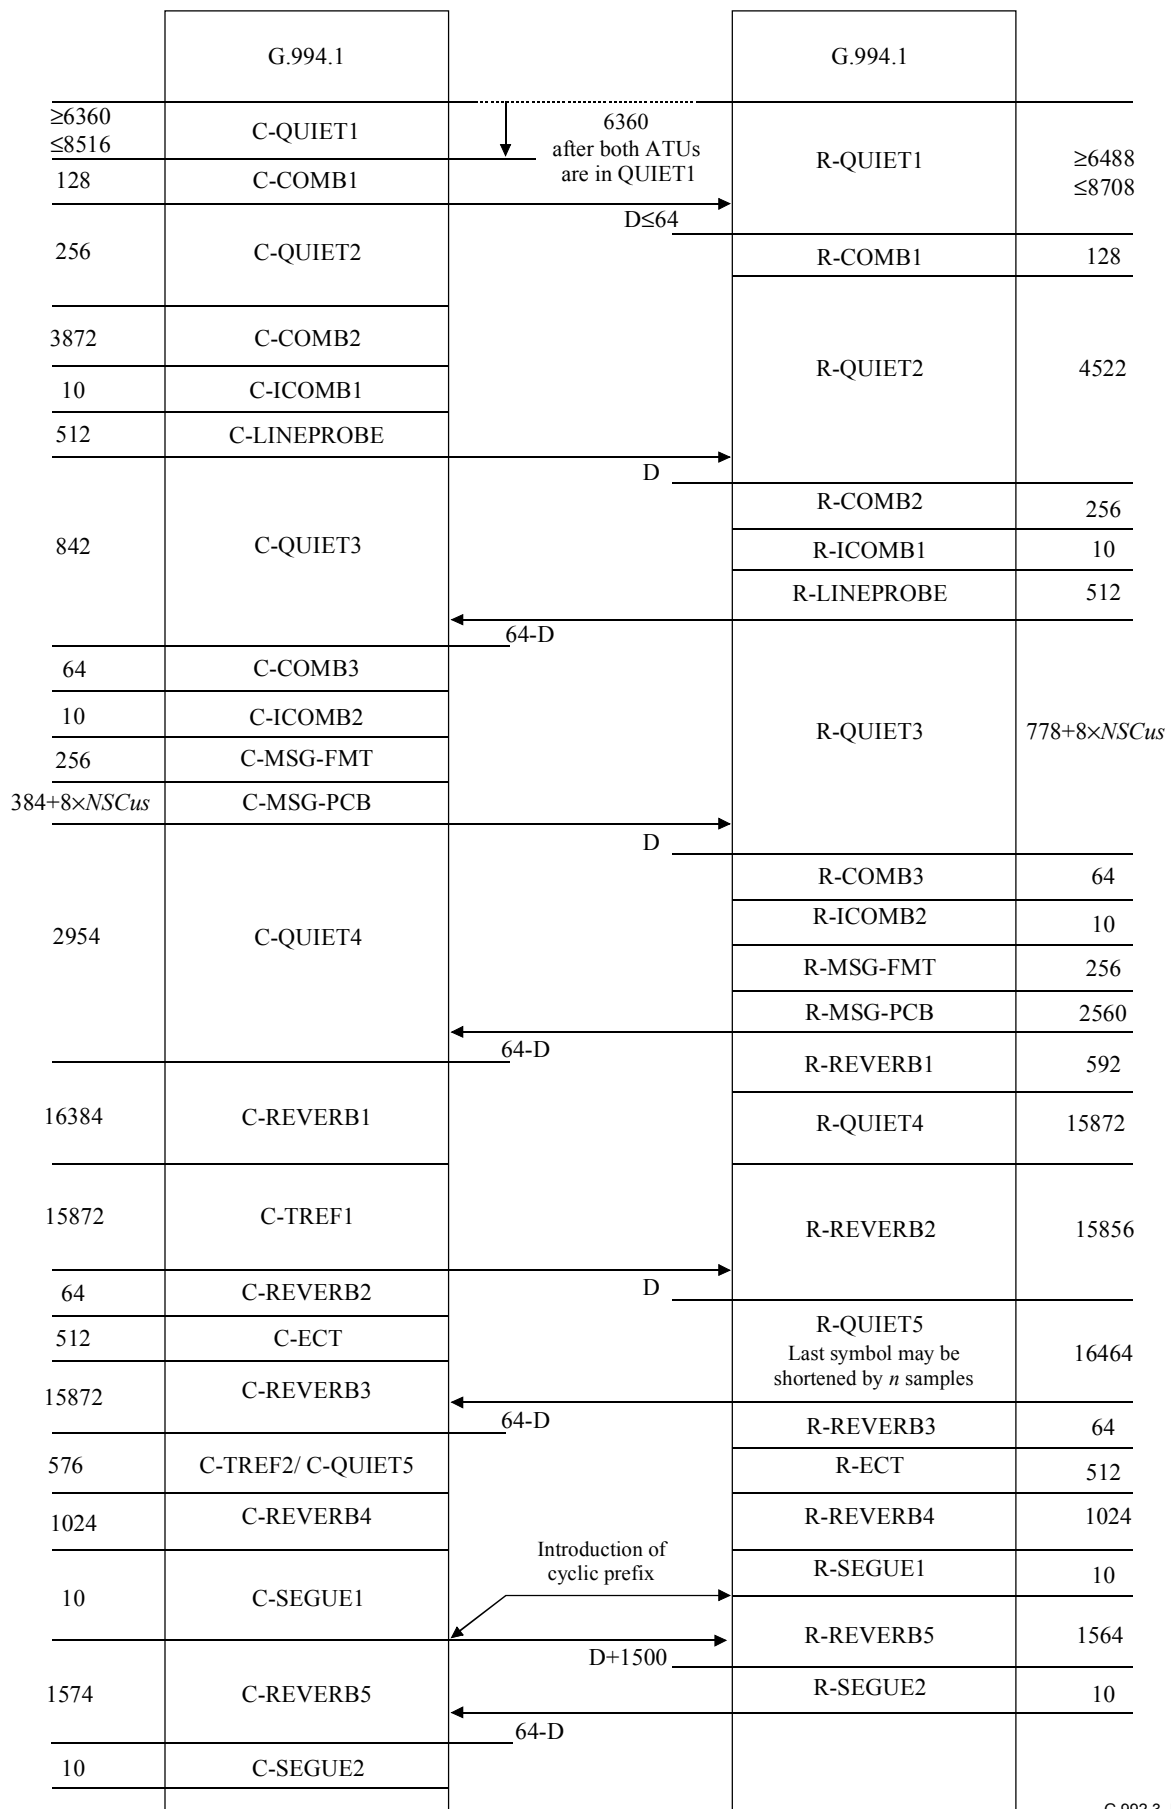 G.994.1
G.994.1
≥6360
≤8516
C-QUIET1
6360
after both ATUs
are in QUIET1
R-QUIET1
≥6488
≤8708
128
C-COMB1
D≤64
256
C-QUIET2
R-COMB1
128
3872
C-COMB2
R-QUIET2
4522
10
C-ICOMB1
512
C-LINEPROBE
D
R-COMB2
256
842
C-QUIET3
R-ICOMB1
10
R-LINEPROBE
512
64-D
64
C-COMB3
10
C-ICOMB2
R-QUIET3
778+8×NSCus
256
C-MSG-FMT
384+8×NSCus
C-MSG-PCB
D
R-COMB3
64
2954
C-QUIET4
R-ICOMB2
10
R-MSG-FMT
256
R-MSG-PCB
2560
64-D
R-REVERB1
592
16384
C-REVERB1
R-QUIET4
15872
15872
C-TREF1
R-REVERB2
15856
D
64
C-REVERB2
512
C-ECT
R-QUIET5
Last symbol may be
shortened by n samples
16464
15872
C-REVERB3
64-D
R-REVERB3
64
576
C-TREF2/ C-QUIET5
R-ECT
512
1024
C-REVERB4
R-REVERB4
1024
Introduction of
cyclic prefix
R-SEGUE1
10
10
C-SEGUE1
R-REVERB5
1564
D+1500
1574
C-REVERB5
R-SEGUE2
10
64-D
10
C-SEGUE2